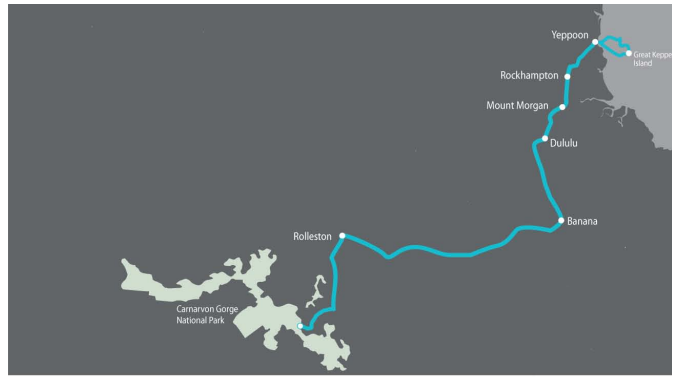 Yeppoon
Great Keppel
Island
Rockhampton
Mount Morgan
Dululu
Banana
Rolleston
Carnarvon Gorge
National Park